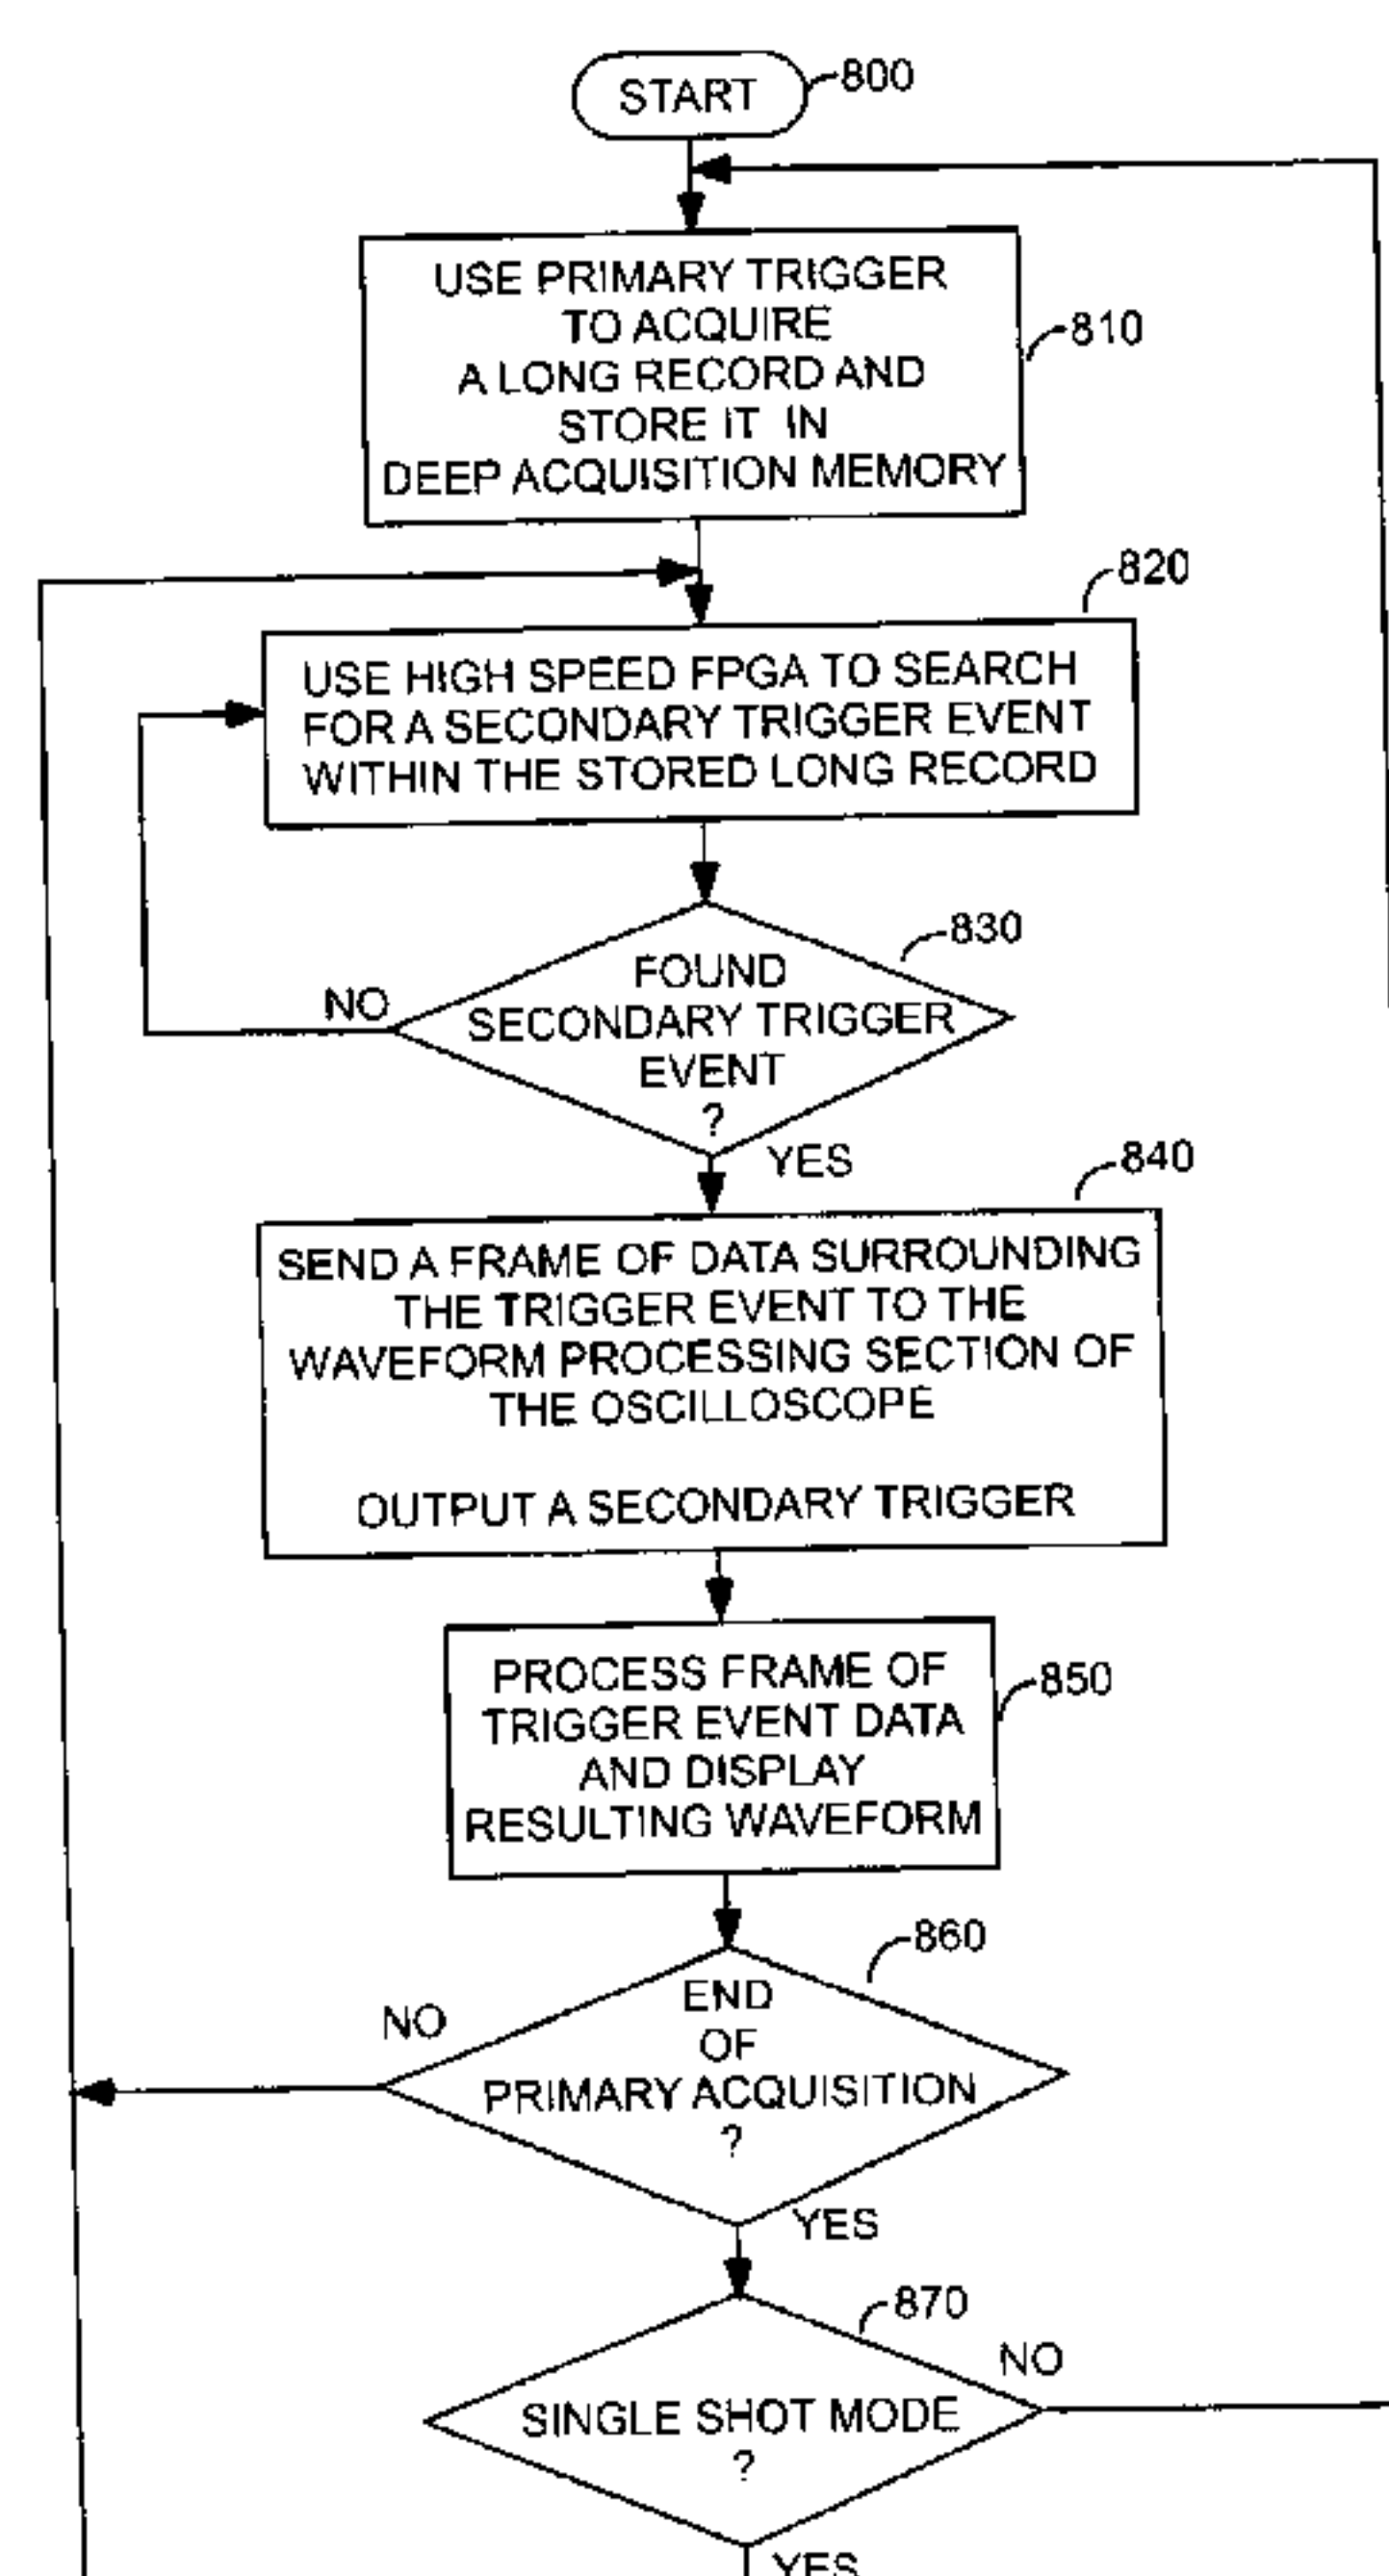 START
800
USE PRIMARY TRIGGER
TO ACQUIRE
A LONG RECORD AND
STORE IT IN
DEEP ACQUISITION MEMORY
810
820
USE HIGH SPEED FPGA TO SEARCH
FOR A SECONDARY TRIGGER EVENT
WITHIN THE STORED LONG RECORD
830
FOUND
SECONDARY TRIGGER
EVENT
?
NO
YES
840
SEND A FRAME OF DATA SURROUNDING
THE TRIGGER EVENT TO THE
WAVEFORM PROCESSING SECTION OF
THE OSCILLOSCOPE
OUTPUT A SECONDARY TRIGGER
PROCESS FRAME OF
TRIGGER EVENT DATA
AND DISPLAY
RESULTING WAVEFORM
850
860
END
OF
PRIMARY ACQUISITION
?
NO
YES
870
NO
SINGLE SHOT MODE
?
YES